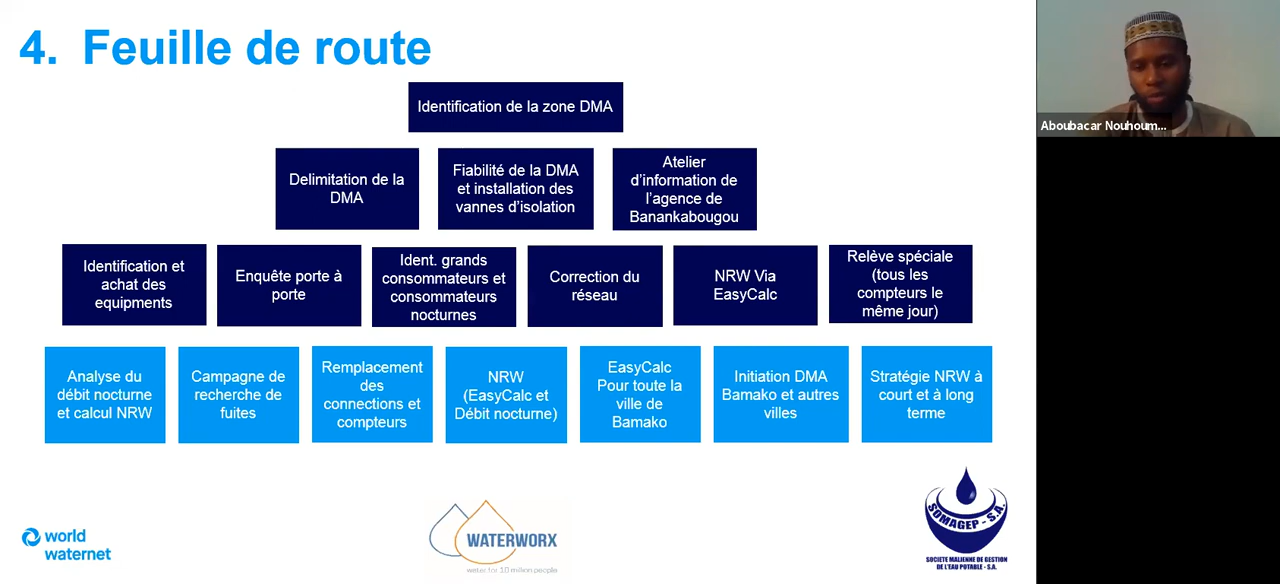 4. Feuille de route
Identification de la zone DMA
Delimitation de la
DMA
Fiabilité de la DMA
et installation des
vannes d'isolation
Atelier
d'information de
l'agence de
Banankabougou
Identification et
achat des
equipments
Enquête porte à
porte
Ident. grands
consommateurs et
consommateurs
nocturnes
Correction du
réseau
NRW Via
EasyCalc
Relève spéciale
(tous les
compteurs le
même jour)
Analyse du
débit nocturne
et calcul NRW
Campagne de
recherche de
fuites
Remplacement
des
connections et
compteurs
NRW
(EasyCalc et
Débit nocturne)
EasyCalc
Pour toute la
ville de
Bamako
Initiation DMA
Bamako et autres
villes
Stratégie NRW à
court et à long
terme
world
waternet
WATERWORX
water for 10 million people
SOMAGEP - S.A.
SOCIETE MALIENNE DE GESTION
DE L'EAU POTABLE - S.A.
Aboubacar Nouhoum...